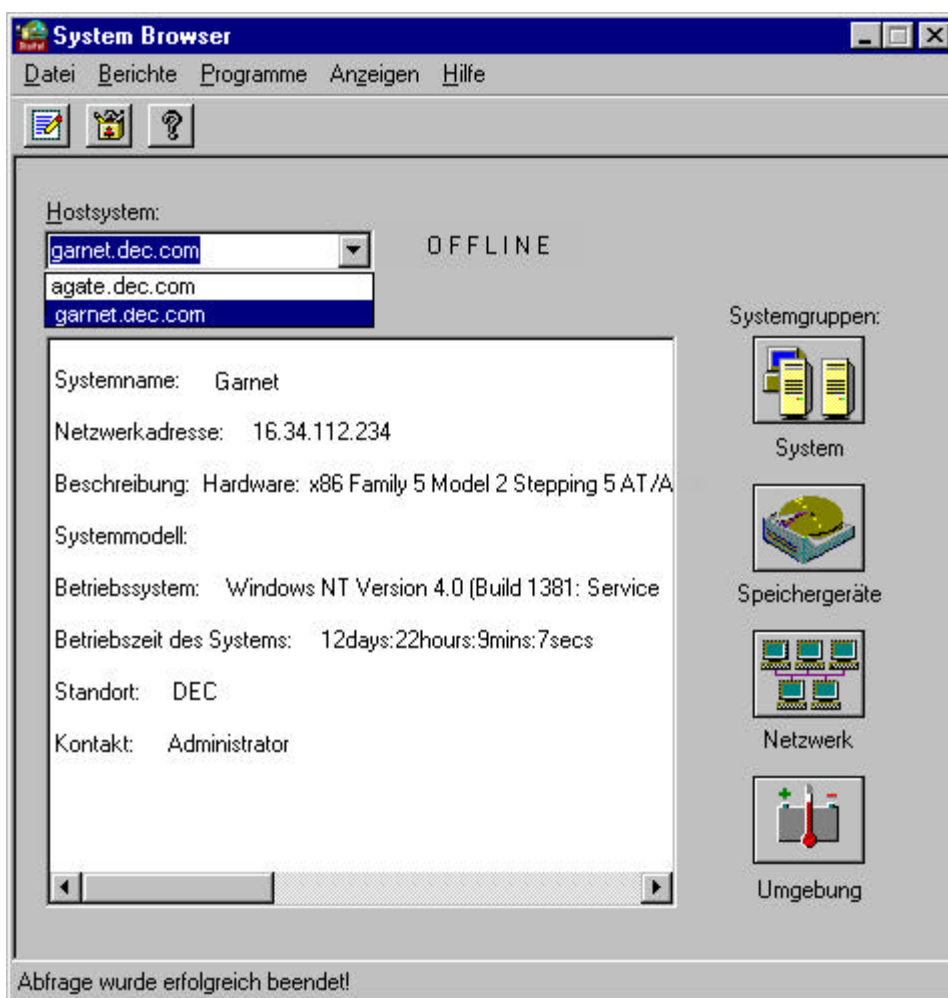 System Browser
Datei Berichte Programme Anzeigen Hilfe
Hostsystem:
garnet.dec.com
OFFLINE
agate.dec.com
garnet.dec.com
Systemgruppen:
Systemname: Garnet
Netzwerkadresse: 16.34.112.234
Beschreibung: Hardware: x86 Family 5 Model 2 Stepping 5 AT/A
Systemmodell:
Betriebssystem: Windows NT Version 4.0 (Build 1381: Service
Betriebszeit des Systems: 12days:22hours:9mins:7secs
Standort: DEC
Kontakt: Administrator
System
Speichergeräte
Netzwerk
Umgebung
Abfrage wurde erfolgreich beendet!